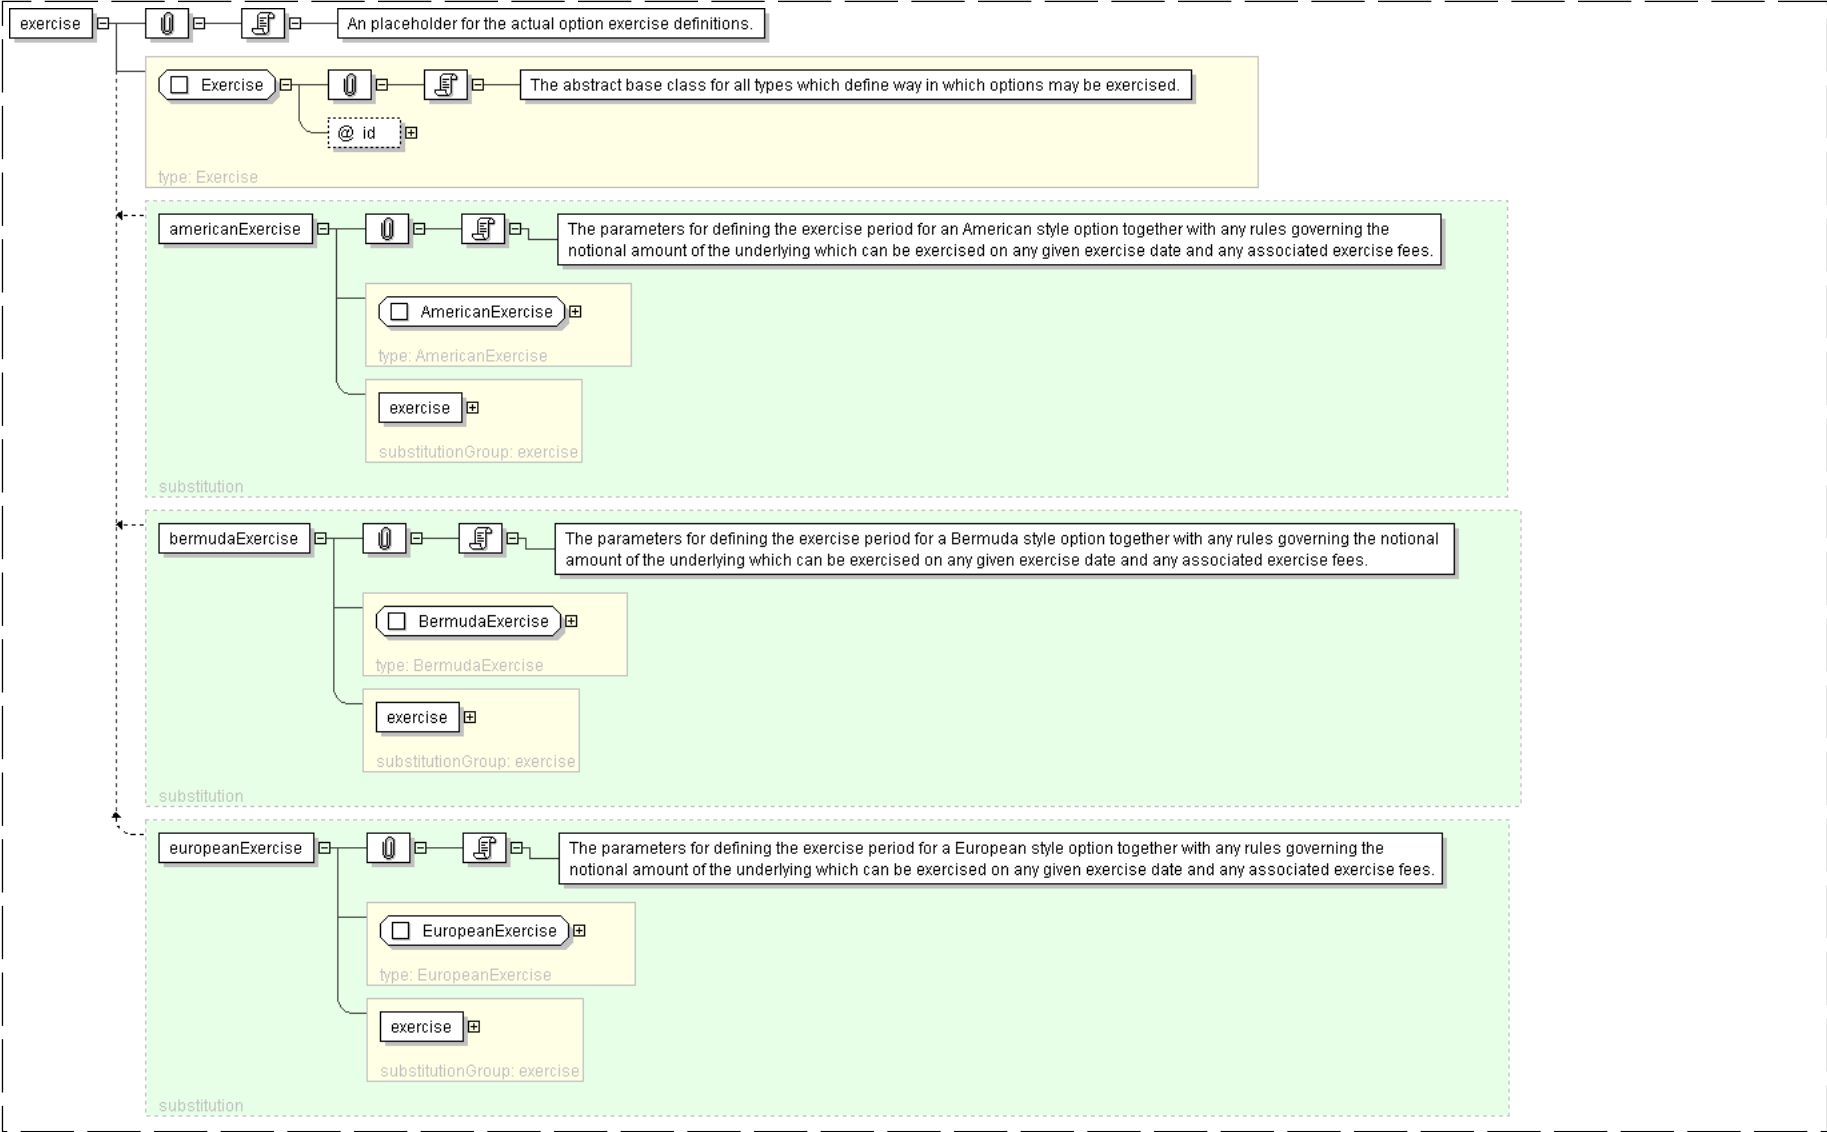 exercise
An placeholder for the actual option exercise definitions.
Exercise
The abstract base class for all types which define way in which options may be exercised.
@ id
type: Exercise
americanExercise
The parameters for defining the exercise period for an American style option together with any rules governing the
notional amount of the underlying which can be exercised on any given exercise date and any associated exercise fees.
AmericanExercise
type: AmericanExercise
exercise
substitutionGroup: exercise
substitution
bermudaExercise
The parameters for defining the exercise period for a Bermuda style option together with any rules governing the notional
amount of the underlying which can be exercised on any given exercise date and any associated exercise fees.
BermudaExercise
type: BermudaExercise
exercise
substitutionGroup: exercise
substitution
europeanExercise
The parameters for defining the exercise period for a European style option together with any rules governing the
notional amount of the underlying which can be exercised on any given exercise date and any associated exercise fees.
EuropeanExercise
type: EuropeanExercise
exercise
substitutionGroup: exercise
substitution